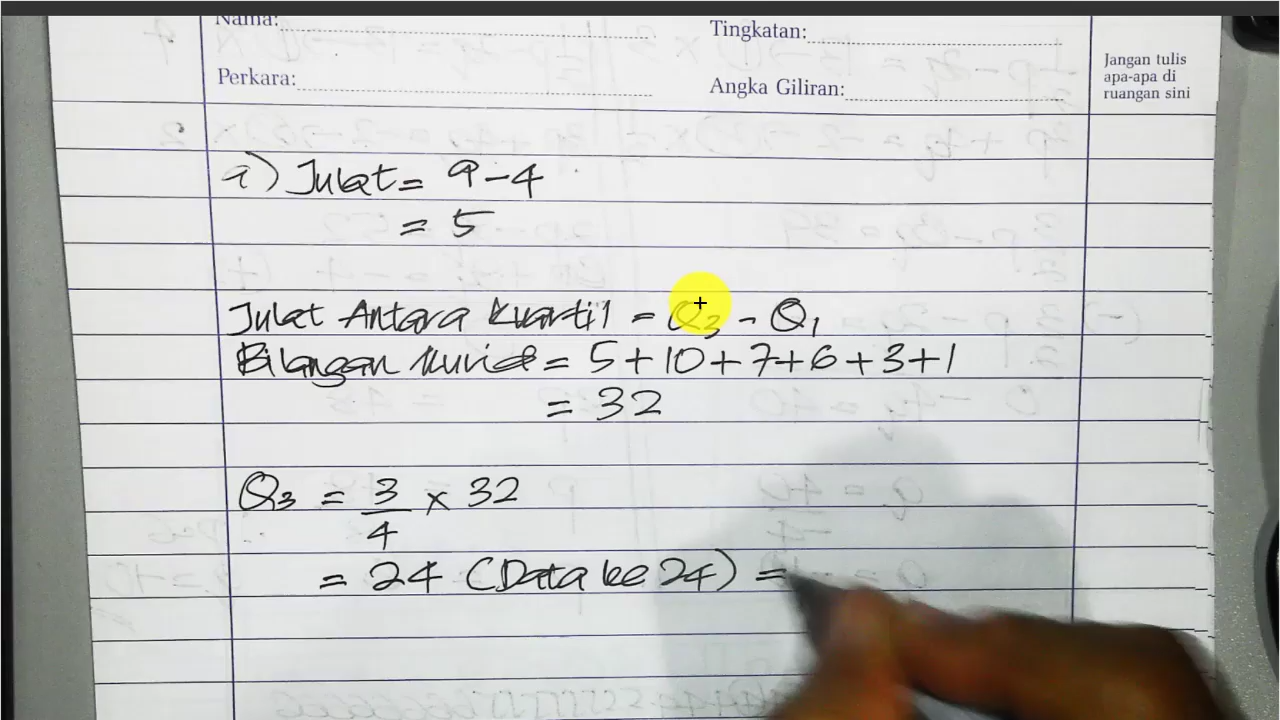 Nama:
Tingkatan:
Perkara:
Angka Giliran:
Jangan tulis
apa-apa di
ruangan sini
a) Julat = 9 - 4
= 5
Julat Antara Kuartil = Q3 - Q1
Bilangan Murid = 5 + 10 + 7 + 6 + 3 + 1
= 32
Q3 = 3/4 x 32
= 24 (Data ke 24) =